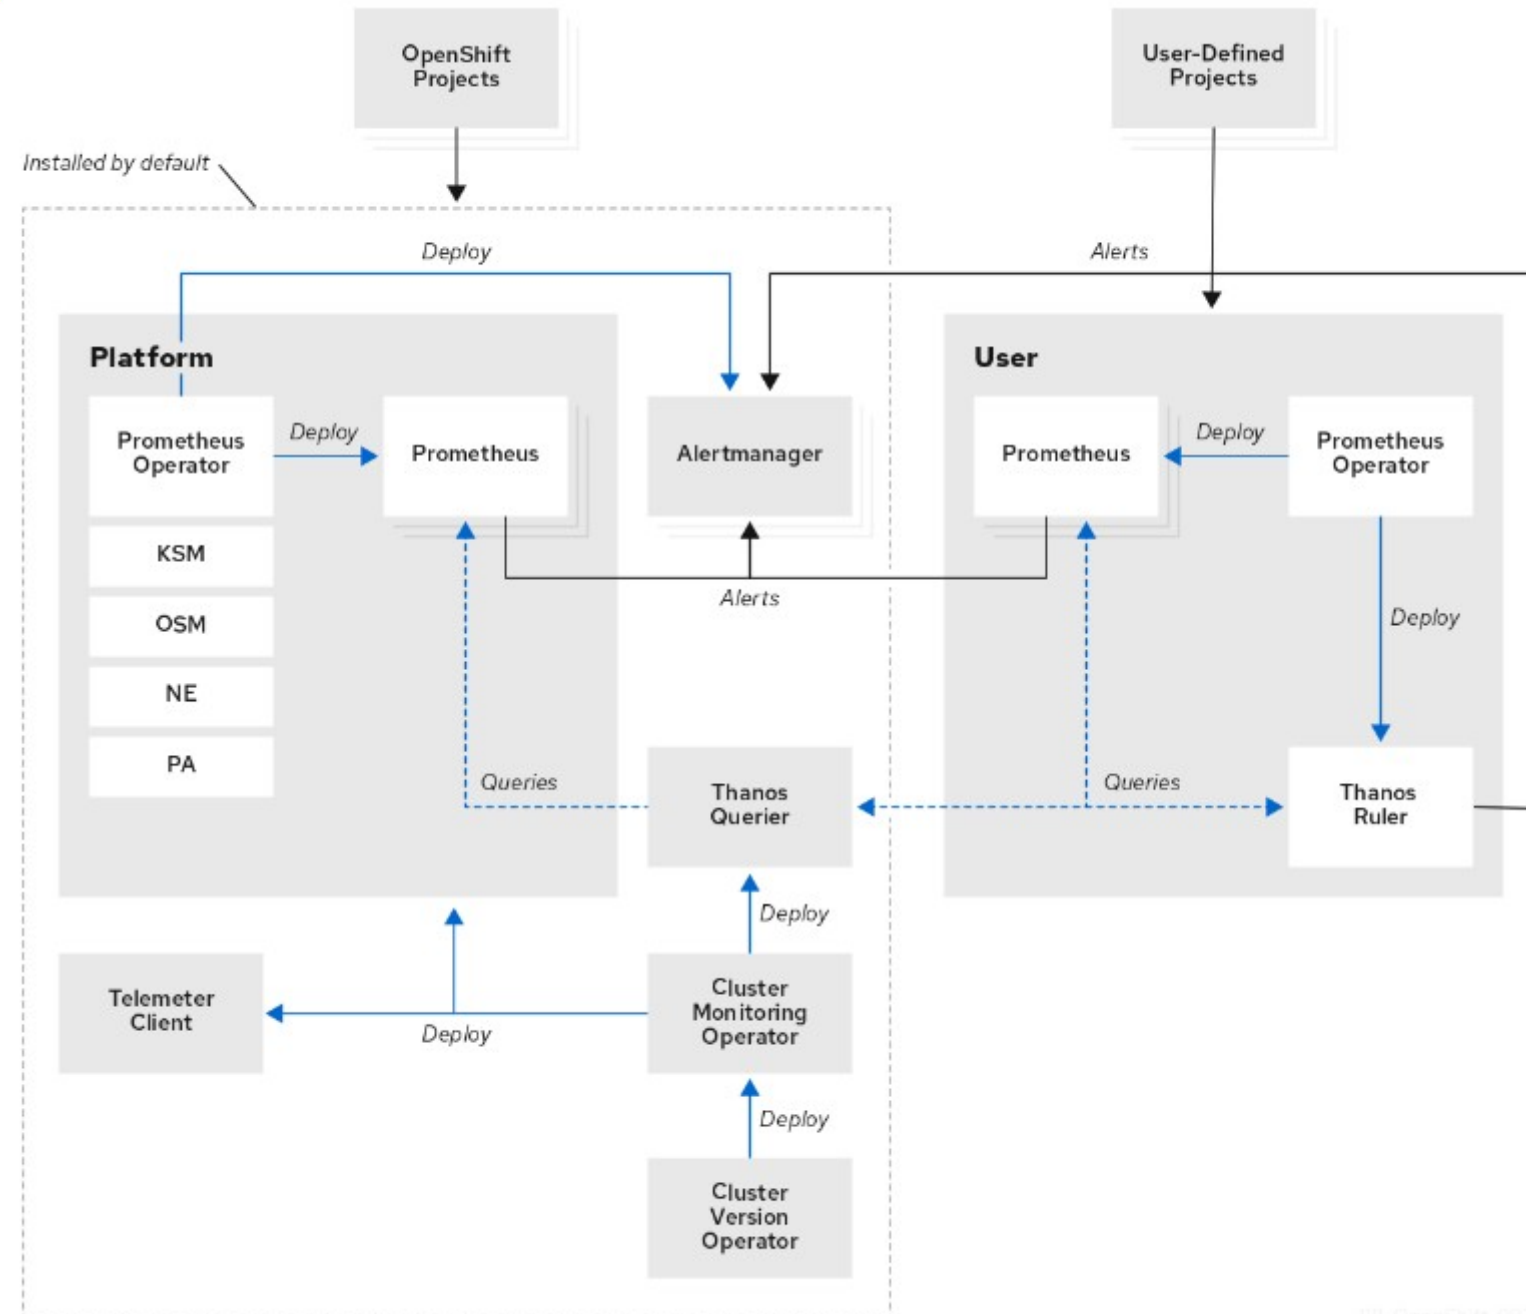 OpenShift
Projects
User-Defined
Projects
Installed by default
Deploy
Alerts
Platform
User
Prometheus
Operator
Deploy
Prometheus
Alertmanager
Prometheus
Deploy
Prometheus
Operator
KSM
Alerts
OSM
Deploy
NE
PA
Queries
Thanos
Querier
Queries
Thanos
Ruler
Deploy
Telemeter
Client
Deploy
Cluster
Monitoring
Operator
Deploy
Cluster
Version
Operator